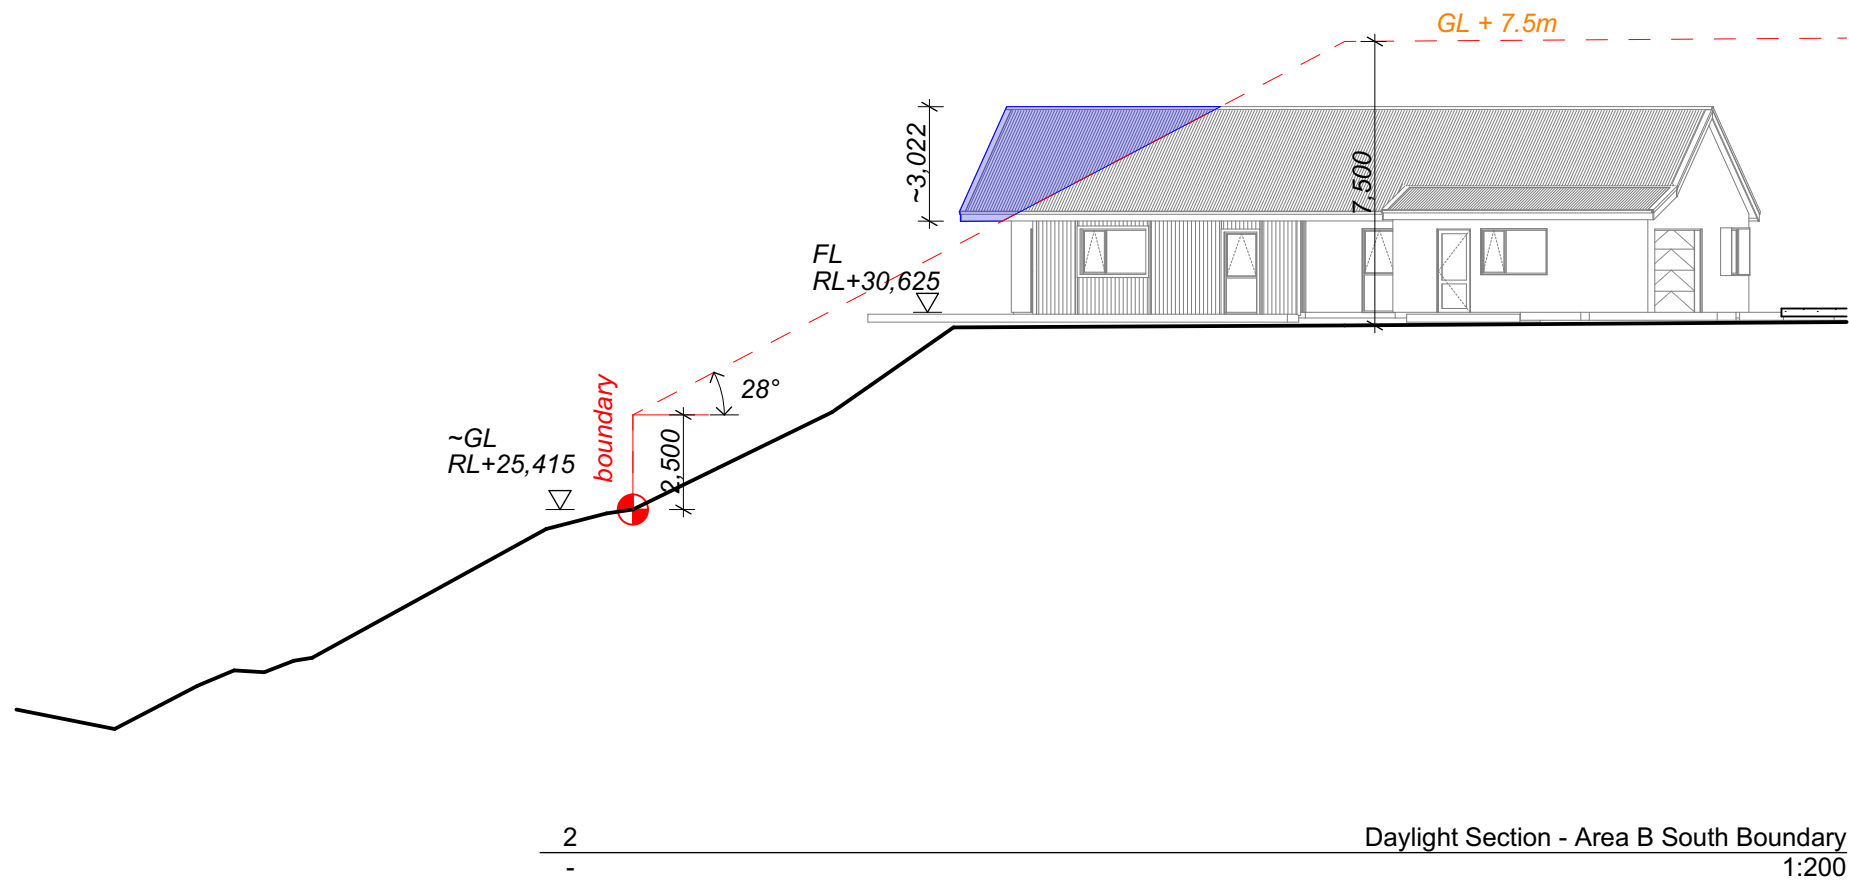 GL + 7.5m
~3,022
7,500
FL
RL+30,625
28°
boundary
2,500
~GL
RL+25,415
2
Daylight Section - Area B South Boundary
-
1:200